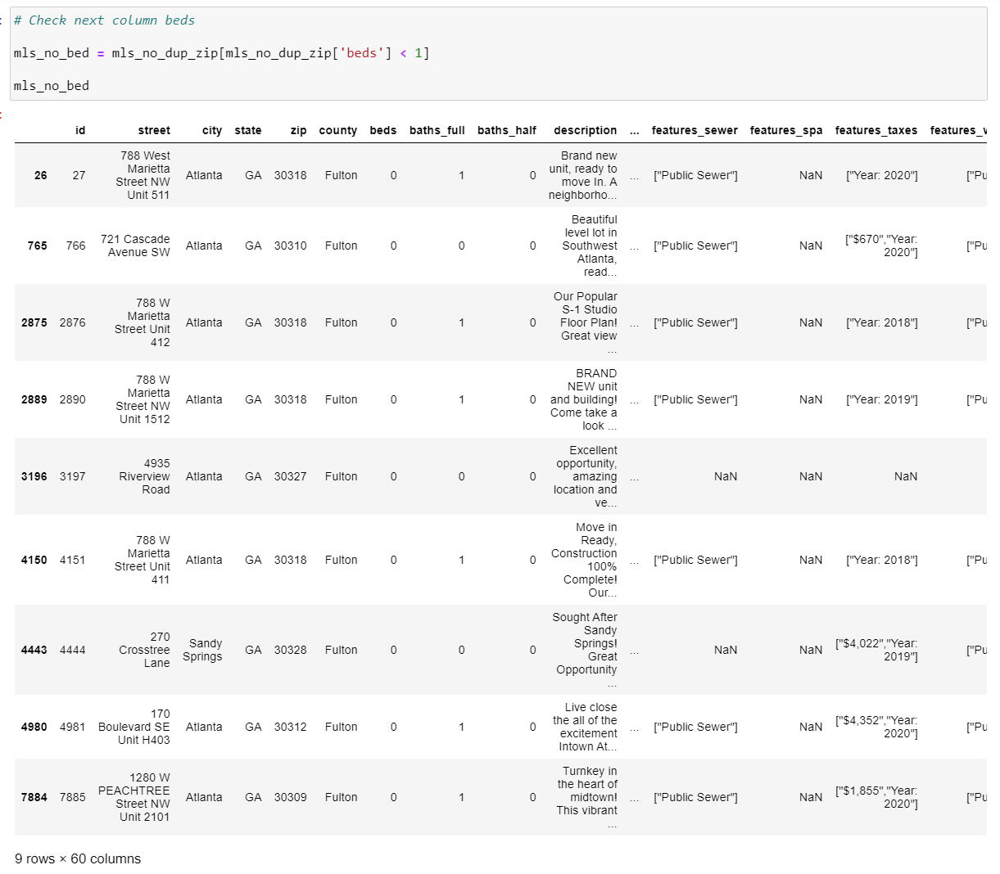 # Check next column beds
mls_no_bed = mls_no_dup_zip[mls_no_dup_zip['beds'] < 1]
mls_no_bed
id street city state zip county beds baths_full baths_half description ... features_sewer features_spa features_taxes features_v
788 West Brand new
Marietta unit, ready to
26 27 Street NW Atlanta GA 30318 Fulton 0 1 0 move In. A ... ["Public Sewer"] NaN ["Year: 2020"] ["Pu
Unit 511 neighborho...
Beautiful
level lot in
765 766 721 Cascade Avenue SW Atlanta GA 30310 Fulton 0 0 0 Southwest ... ["Public Sewer"] NaN ["$670","Year: 2020"] ["Pu
Atlanta,
read...
788 W Our Popular
Marietta S-1 Studio
2875 2876 Street Unit Atlanta GA 30318 Fulton 0 1 0 Floor Plan! ... ["Public Sewer"] NaN ["Year: 2018"] ["Pu
412 Great view
...
788 W BRAND
Marietta NEW unit
2889 2890 Street NW Atlanta GA 30318 Fulton 0 1 0 and building! ... ["Public Sewer"] NaN ["Year: 2019"] ["Pu
Unit 1512 Come take a
look ...
Excellent
4935 opportunity,
3196 3197 Riverview Atlanta GA 30327 Fulton 0 0 0 amazing ... NaN NaN NaN
Road location and
ve...
Move in
788 W Ready,
Marietta Construction
4150 4151 Street Unit Atlanta GA 30318 Fulton 0 1 0 100% ... ["Public Sewer"] NaN ["Year: 2018"] ["Pu
411 Complete!
Our...
Sought After
270 Sandy
4443 4444 Crosstree Sandy Springs GA 30328 Fulton 0 0 0 Springs! ... NaN NaN ["$4,022","Year: 2019"] ["Pu
Lane Great
Opportunity
...
170 Live close
Boulevard SE the all of the
4980 4981 Unit H403 Atlanta GA 30312 Fulton 0 1 0 excitement ... ["Public Sewer"] NaN ["$4,352","Year: 2020"] ["Pu
Intown At...
1280 W Turnkey in
PEACHTREE the heart of
7884 7885 Street NW Atlanta GA 30309 Fulton 0 1 0 midtown! ... ["Public Sewer"] NaN ["$1,855","Year: 2020"] ["Pu
Unit 2101 This vibrant
...
9 rows × 60 columns